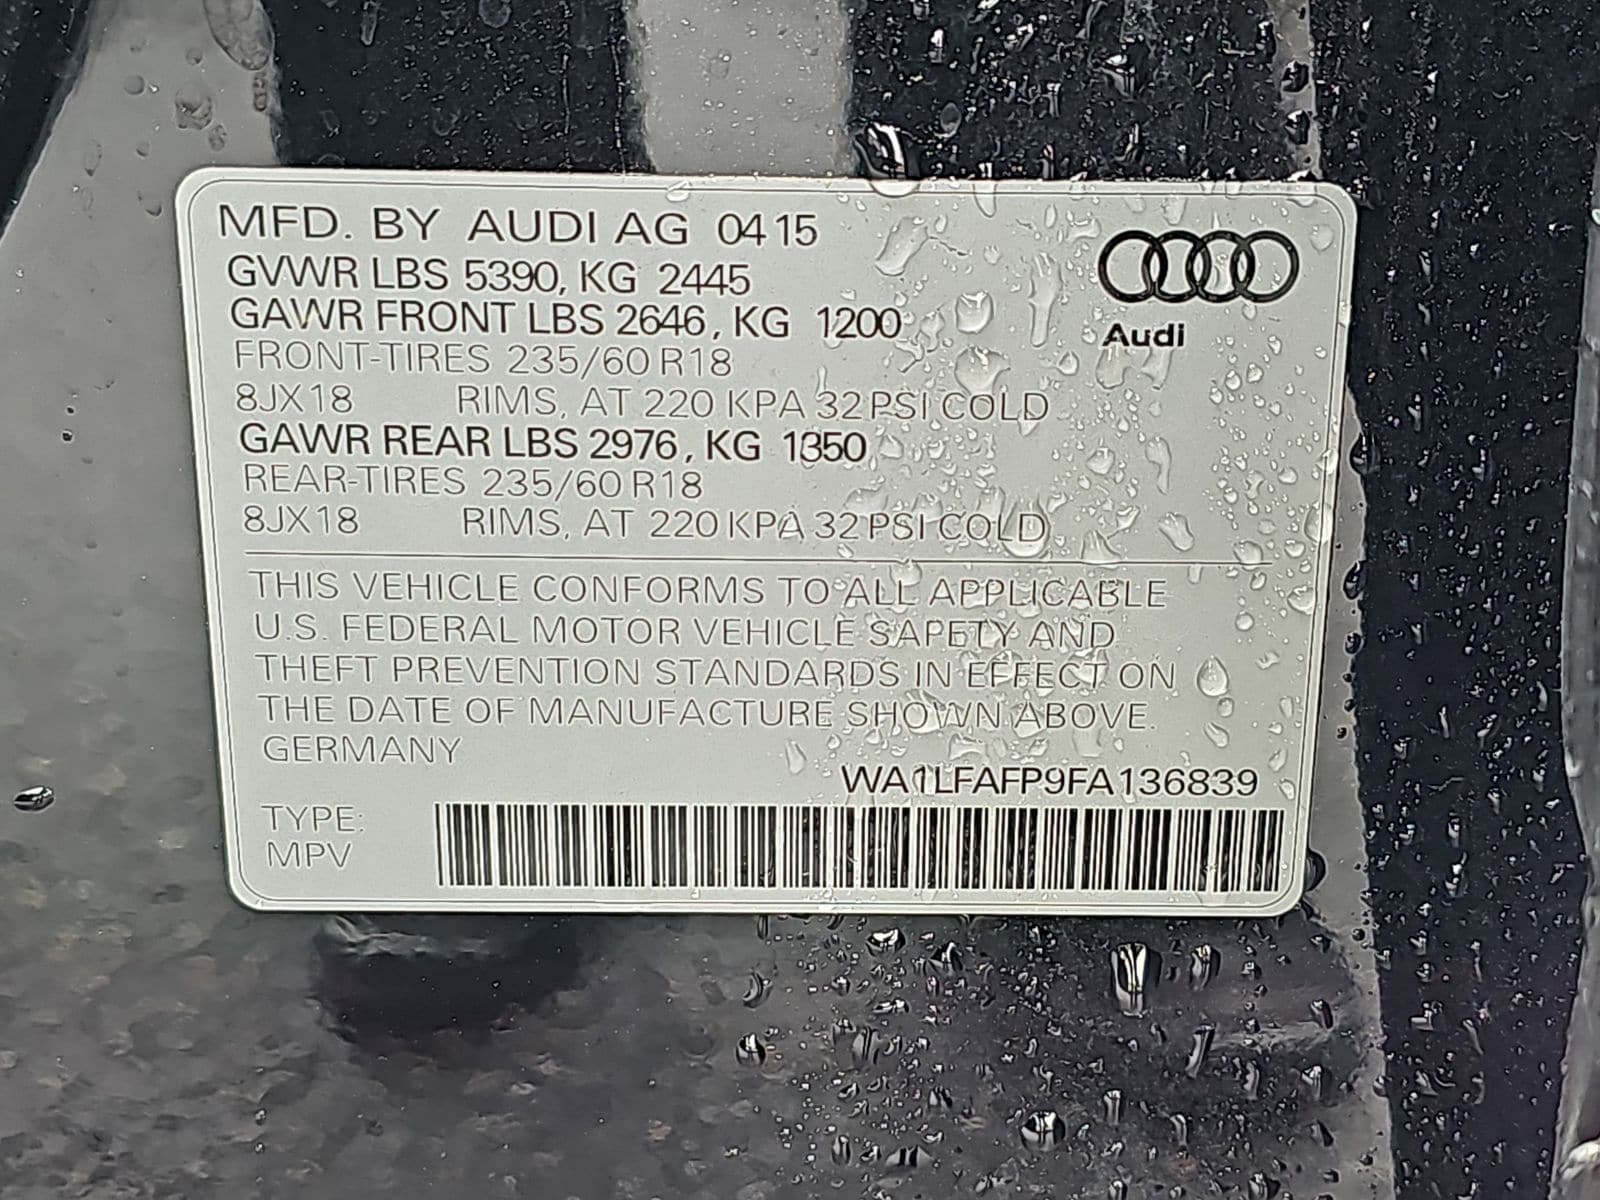 MFD. BY AUDI AG 04 15
GVWR LBS 5390, KG 2445
GAWR FRONT LBS 2646, KG 1200
FRONT-TIRES 235/60 R18
8JX18 RIMS, AT 220 KPA 32 PSI COLD
GAWR REAR LBS 2976, KG 1350
REAR-TIRES 235/60 R18
8JX18 RIMS, AT 220 KPA 32 PSI COLD
Audi
THIS VEHICLE CONFORMS TO ALL APPLICABLE
U.S. FEDERAL MOTOR VEHICLE SAFETY AND
THEFT PREVENTION STANDARDS IN EFFECT ON
THE DATE OF MANUFACTURE SHOWN ABOVE.
GERMANY
WA1LFAFP9FA136839
TYPE:
MPV